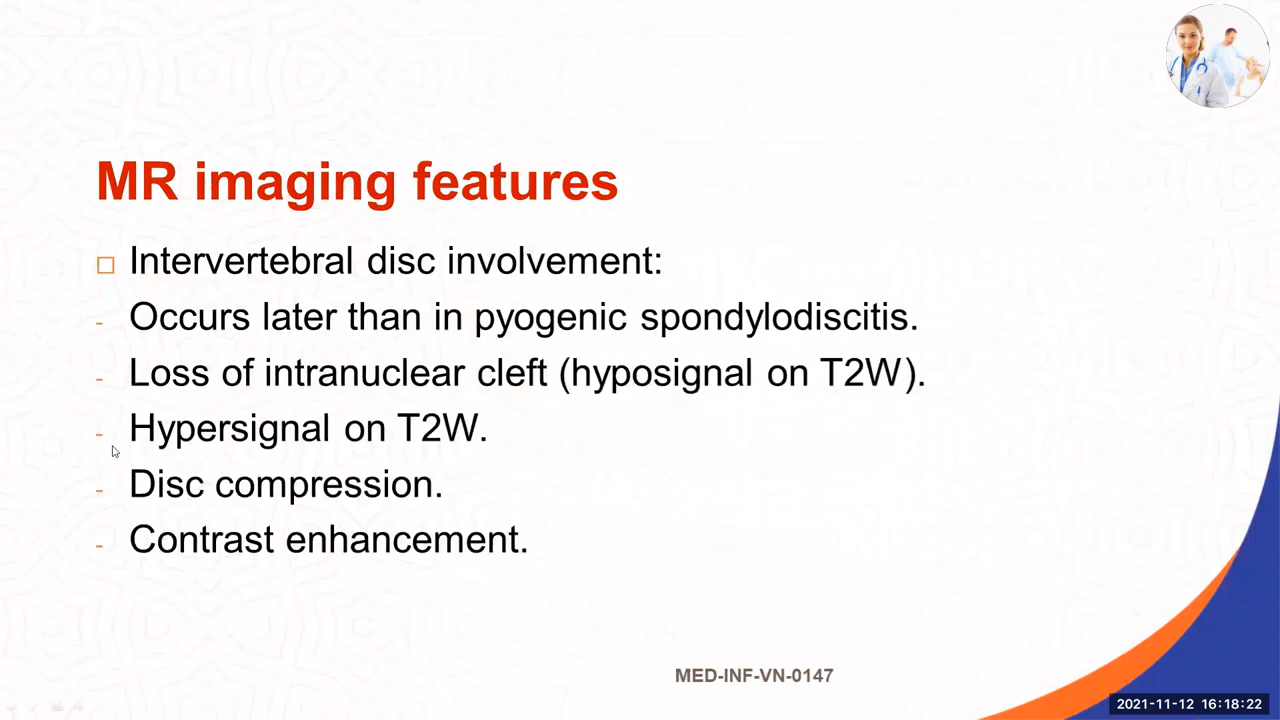 MR imaging features
□ Intervertebral disc involvement:
- Occurs later than in pyogenic spondylodiscitis.
- Loss of intranuclear cleft (hyposignal on T2W).
- Hypersignal on T2W.
- Disc compression.
- Contrast enhancement.
MED-INF-VN-0147
2021-11-12 16:18:22